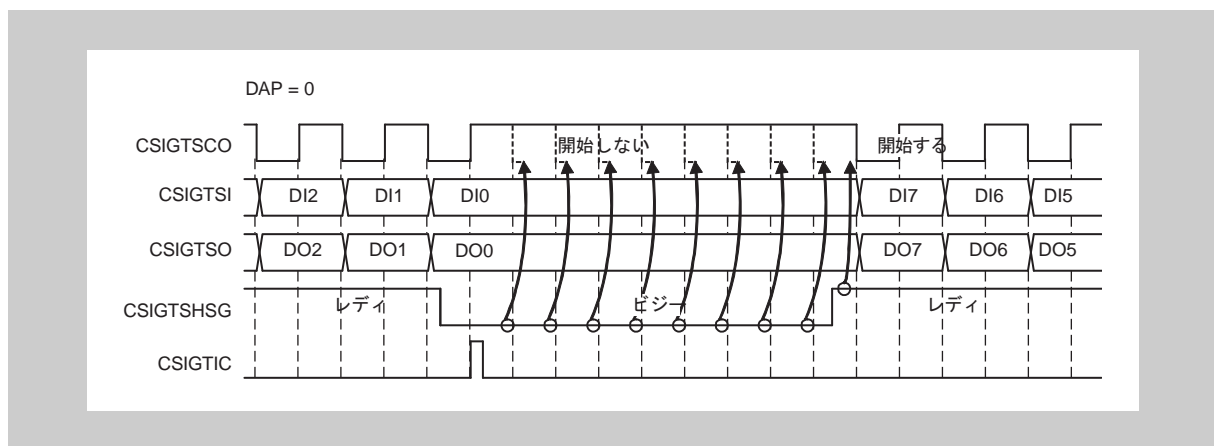 DAP = 0
CSIGTSCO 開始しない 開始する
CSIGTSI DI2 DI1 DI0 DI7 DI6 DI5
CSIGTSO DO2 DO1 DO0 DO7 DO6 DO5
CSIGTSHSG レディ ビジー レディ
CSIGTIC